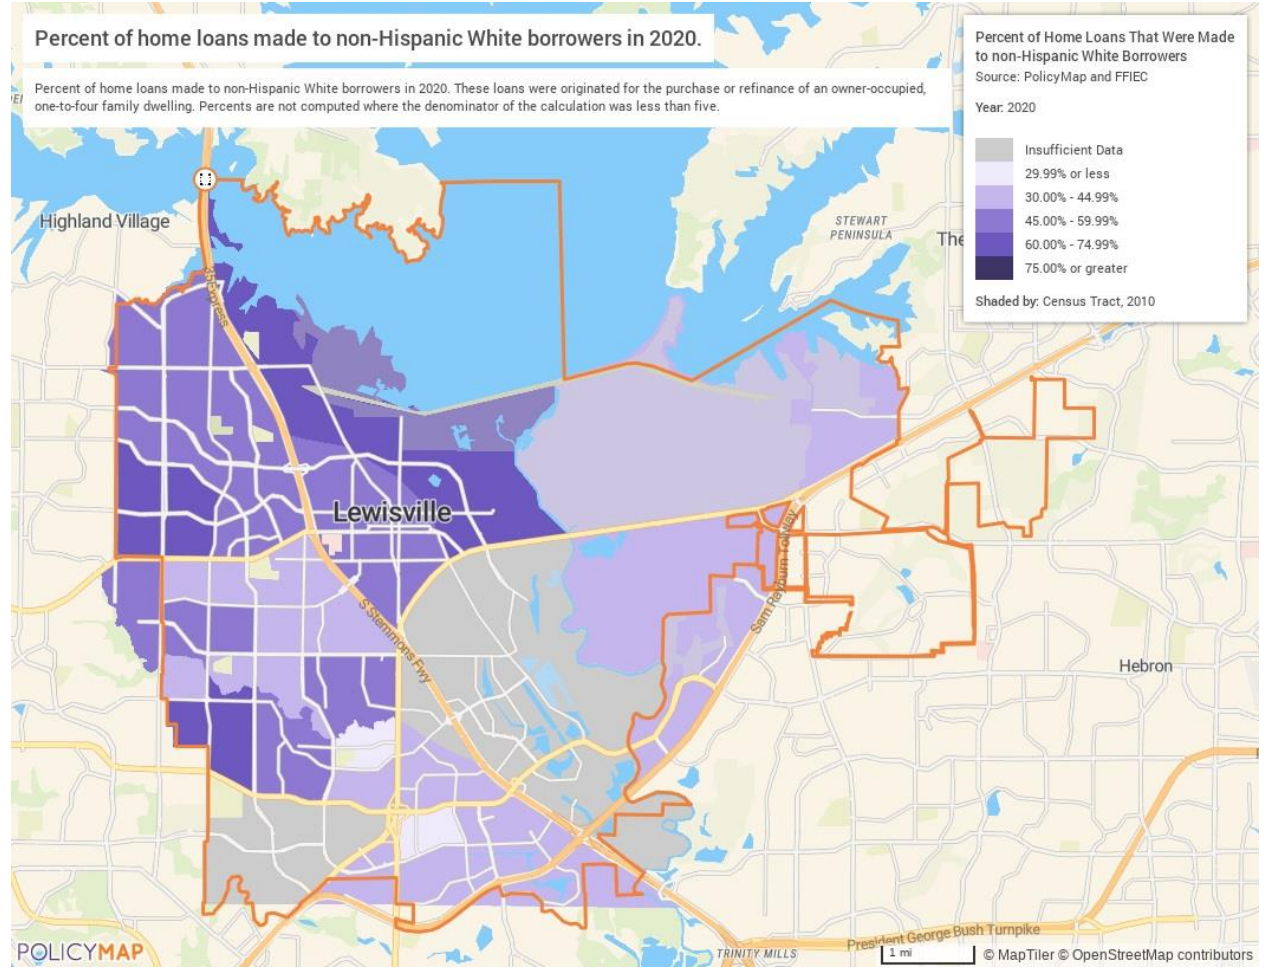 Percent of home loans made to non-Hispanic White borrowers in 2020.
Percent of home loans made to non-Hispanic White borrowers in 2020. These loans were originated for the purchase or refinance of an owner-occupied,
one-to-four family dwelling. Percents are not computed where the denominator of the calculation was less than five.
Percent of Home Loans That Were Made
to non-Hispanic White Borrowers
Source: PolicyMap and FFIEC
Year: 2020
Insufficient Data
29.99% or less
30.00% - 44.99%
45.00% - 59.99%
60.00% - 74.99%
75.00% or greater
Shaded by: Census Tract, 2010
Highland Village
STEWART
PENINSULA
The
35 Express
Lewisville
S Stemmons Fwy
Sam Rayburn Tollway
Hebron
President George Bush Turnpike
TRINITY MILLS
POLICYMAP
1 mi
© MapTiler © OpenStreetMap contributors